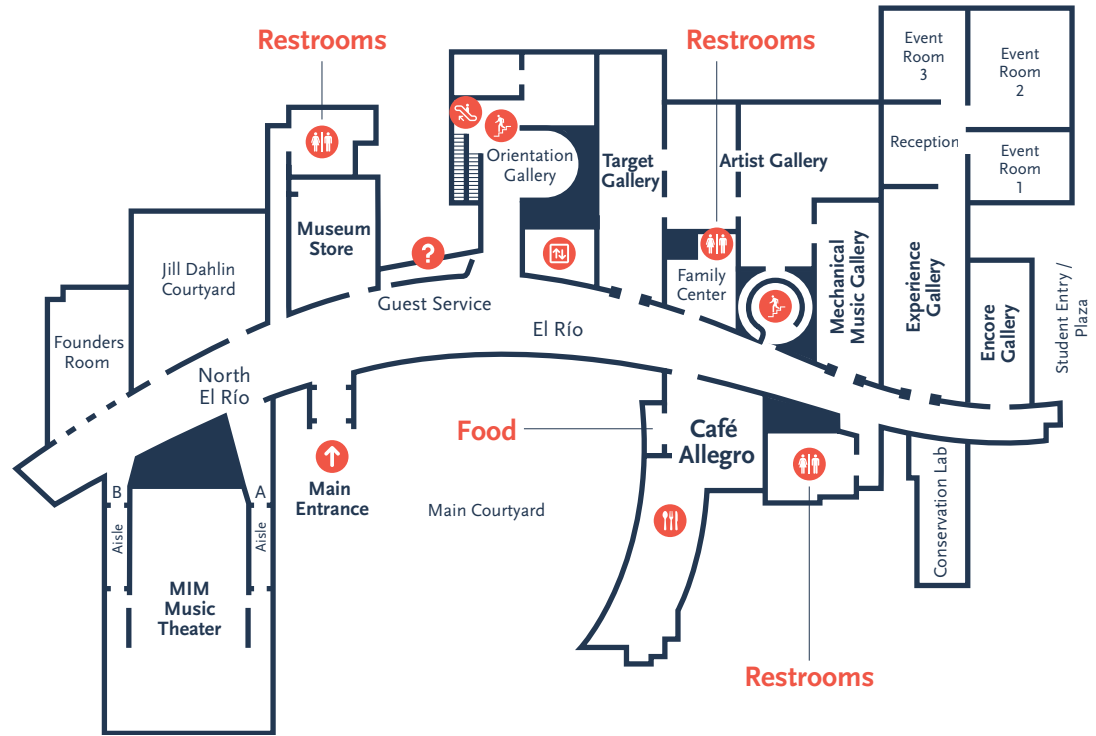 Restrooms
Restrooms
Event
Room
3
Event
Room
2
Reception
Event
Room
1
Orientation
Gallery
Target
Gallery
Artist Gallery
Museum
Store
?
Jill Dahlin
Courtyard
Guest Service
Family
Center
Mechanical
Music Gallery
Experience
Gallery
Encore
Gallery
Student Entry /
Plaza
Founders
Room
El Río
North
El Río
Food
Café
Allegro
Main
Entrance
Main Courtyard
B
Aisle
A
Aisle
MIM
Music
Theater
Conservation Lab
Restrooms